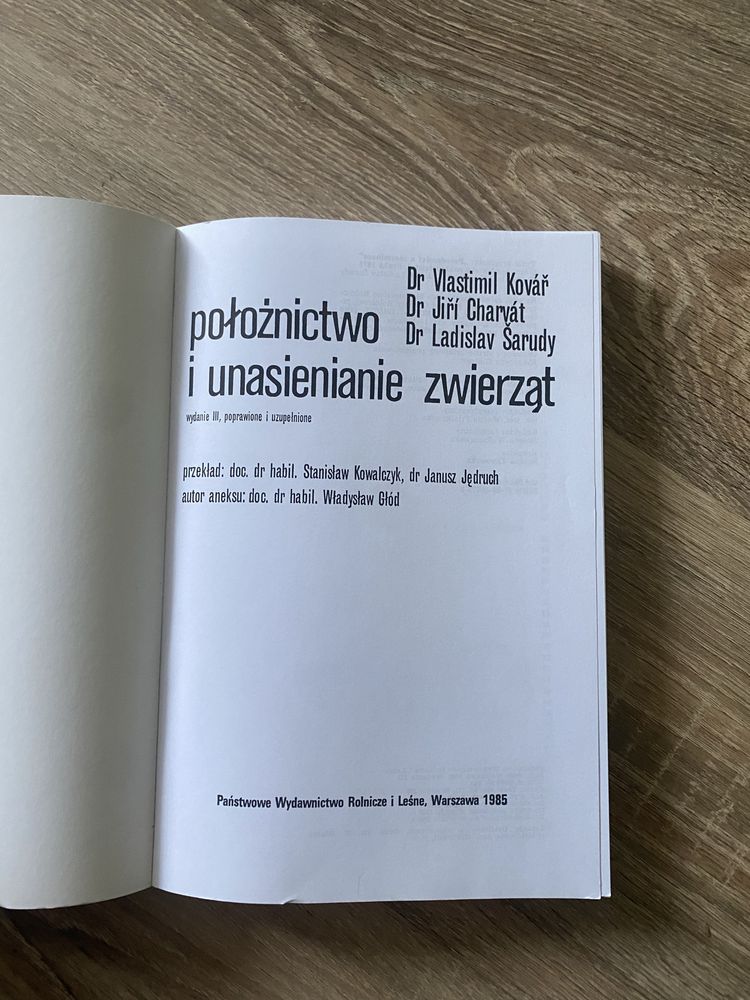 Dr Vlastimil Kovář
Dr Jiří Charvát
Dr Ladislav Šarudy
położnictwo
i unasienianie zwierząt
wydanie III, poprawione i uzupełnione
przekład: doc. dr habil. Stanisław Kowalczyk, dr Janusz Jędruch
autor aneksu: doc. dr habil. Władysław Głód
Państwowe Wydawnictwo Rolnicze i Leśne, Warszawa 1985